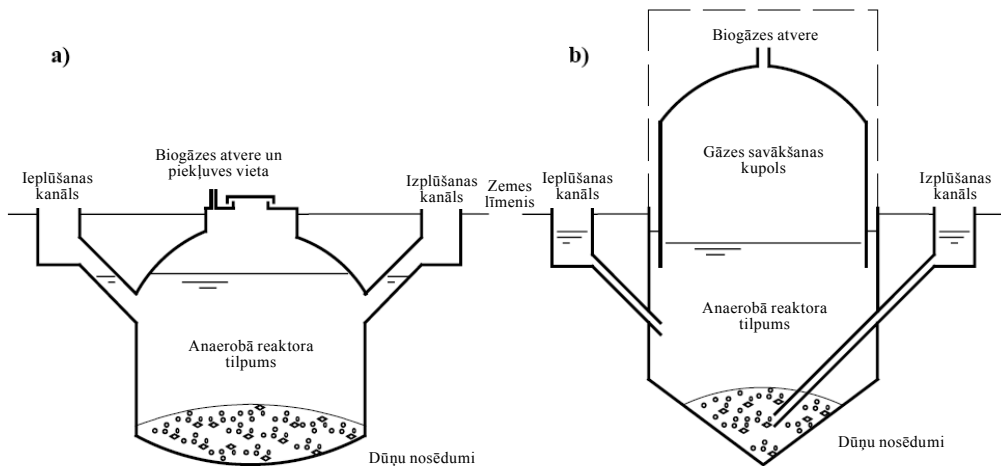 a)
Biogāzes atvere un
piekļuves vieta
Ieplūšanas
kanāls
Izplūšanas
kanāls
Zemes
līmenis
Anaerobā reaktora
tilpums
Dūņu nosēdumi
b)
Biogāzes atvere
Gāzes savākšanas
kupols
Ieplūšanas
kanāls
Izplūšanas
kanāls
Anaerobā reaktora
tilpums
Dūņu nosēdumi